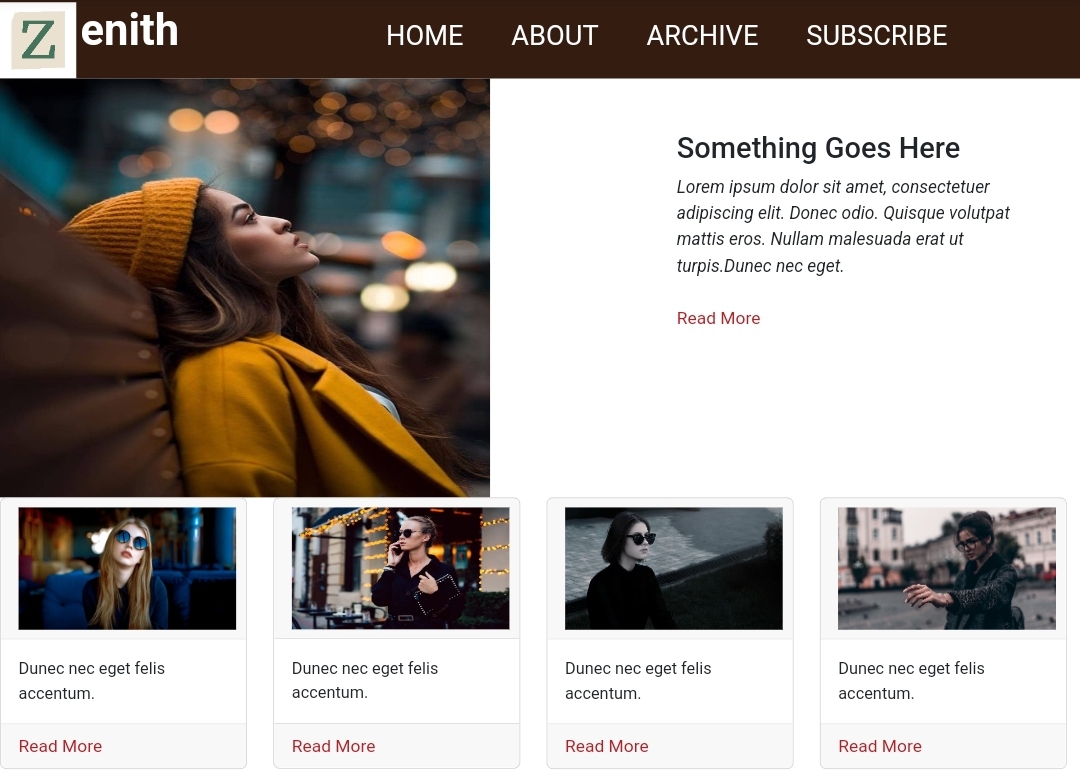 Zenith
HOME ABOUT ARCHIVE SUBSCRIBE
Something Goes Here
Lorem ipsum dolor sit amet, consectetuer
adipiscing elit. Donec odio. Quisque volutpat
mattis eros. Nullam malesuada erat ut
turpis.Dunec nec eget.
Read More
Dunec nec eget felis
accentum.
Read More
Dunec nec eget felis
accentum.
Read More
Dunec nec eget felis
accentum.
Read More
Dunec nec eget felis
accentum.
Read More